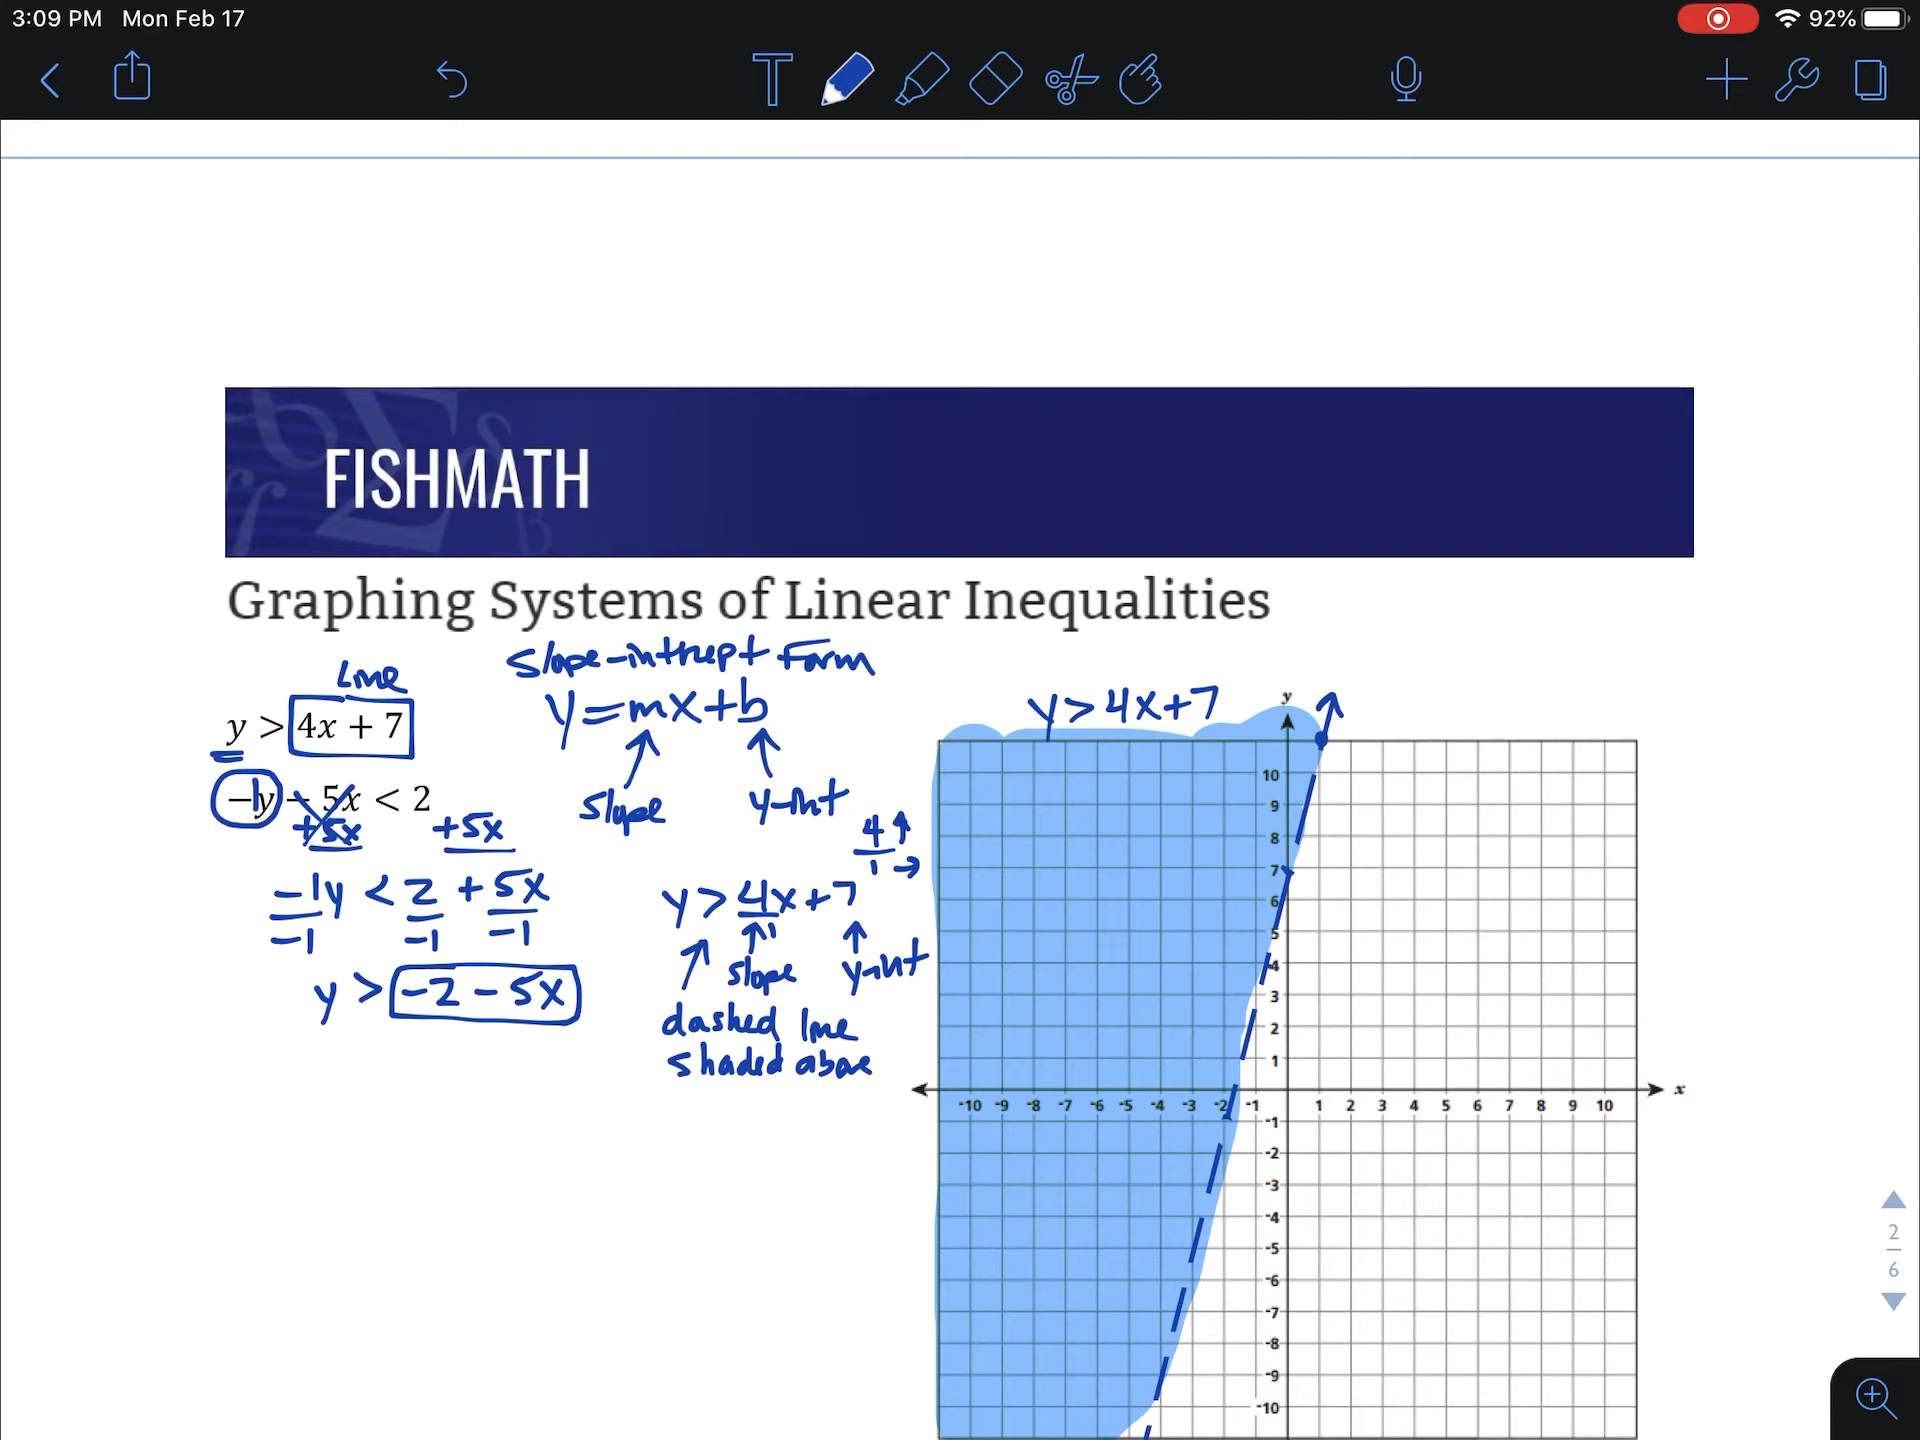 3:09 PM Mon Feb 17
92%
T
FISHMATH
Graphing Systems of Linear Inequalities
Line
y > 4x + 7
−1y − 5x < 2
+5x +5x
−1y < 2 + 5x
−1 −1 −1
y > −2 − 5x
Slope-intrept Form
y = mx + b
slope y-int
4
1
y > 4x + 7
1
slope y-int
dashed line
shaded above
y > 4x + 7
y
10
9
8
7
6
5
4
3
2
1
-10 -9 -8 -7 -6 -5 -4 -3 -2 -1 1 2 3 4 5 6 7 8 9 10 x
-1
-2
-3
-4
-5
-6
-7
-8
-9
-10
2
6